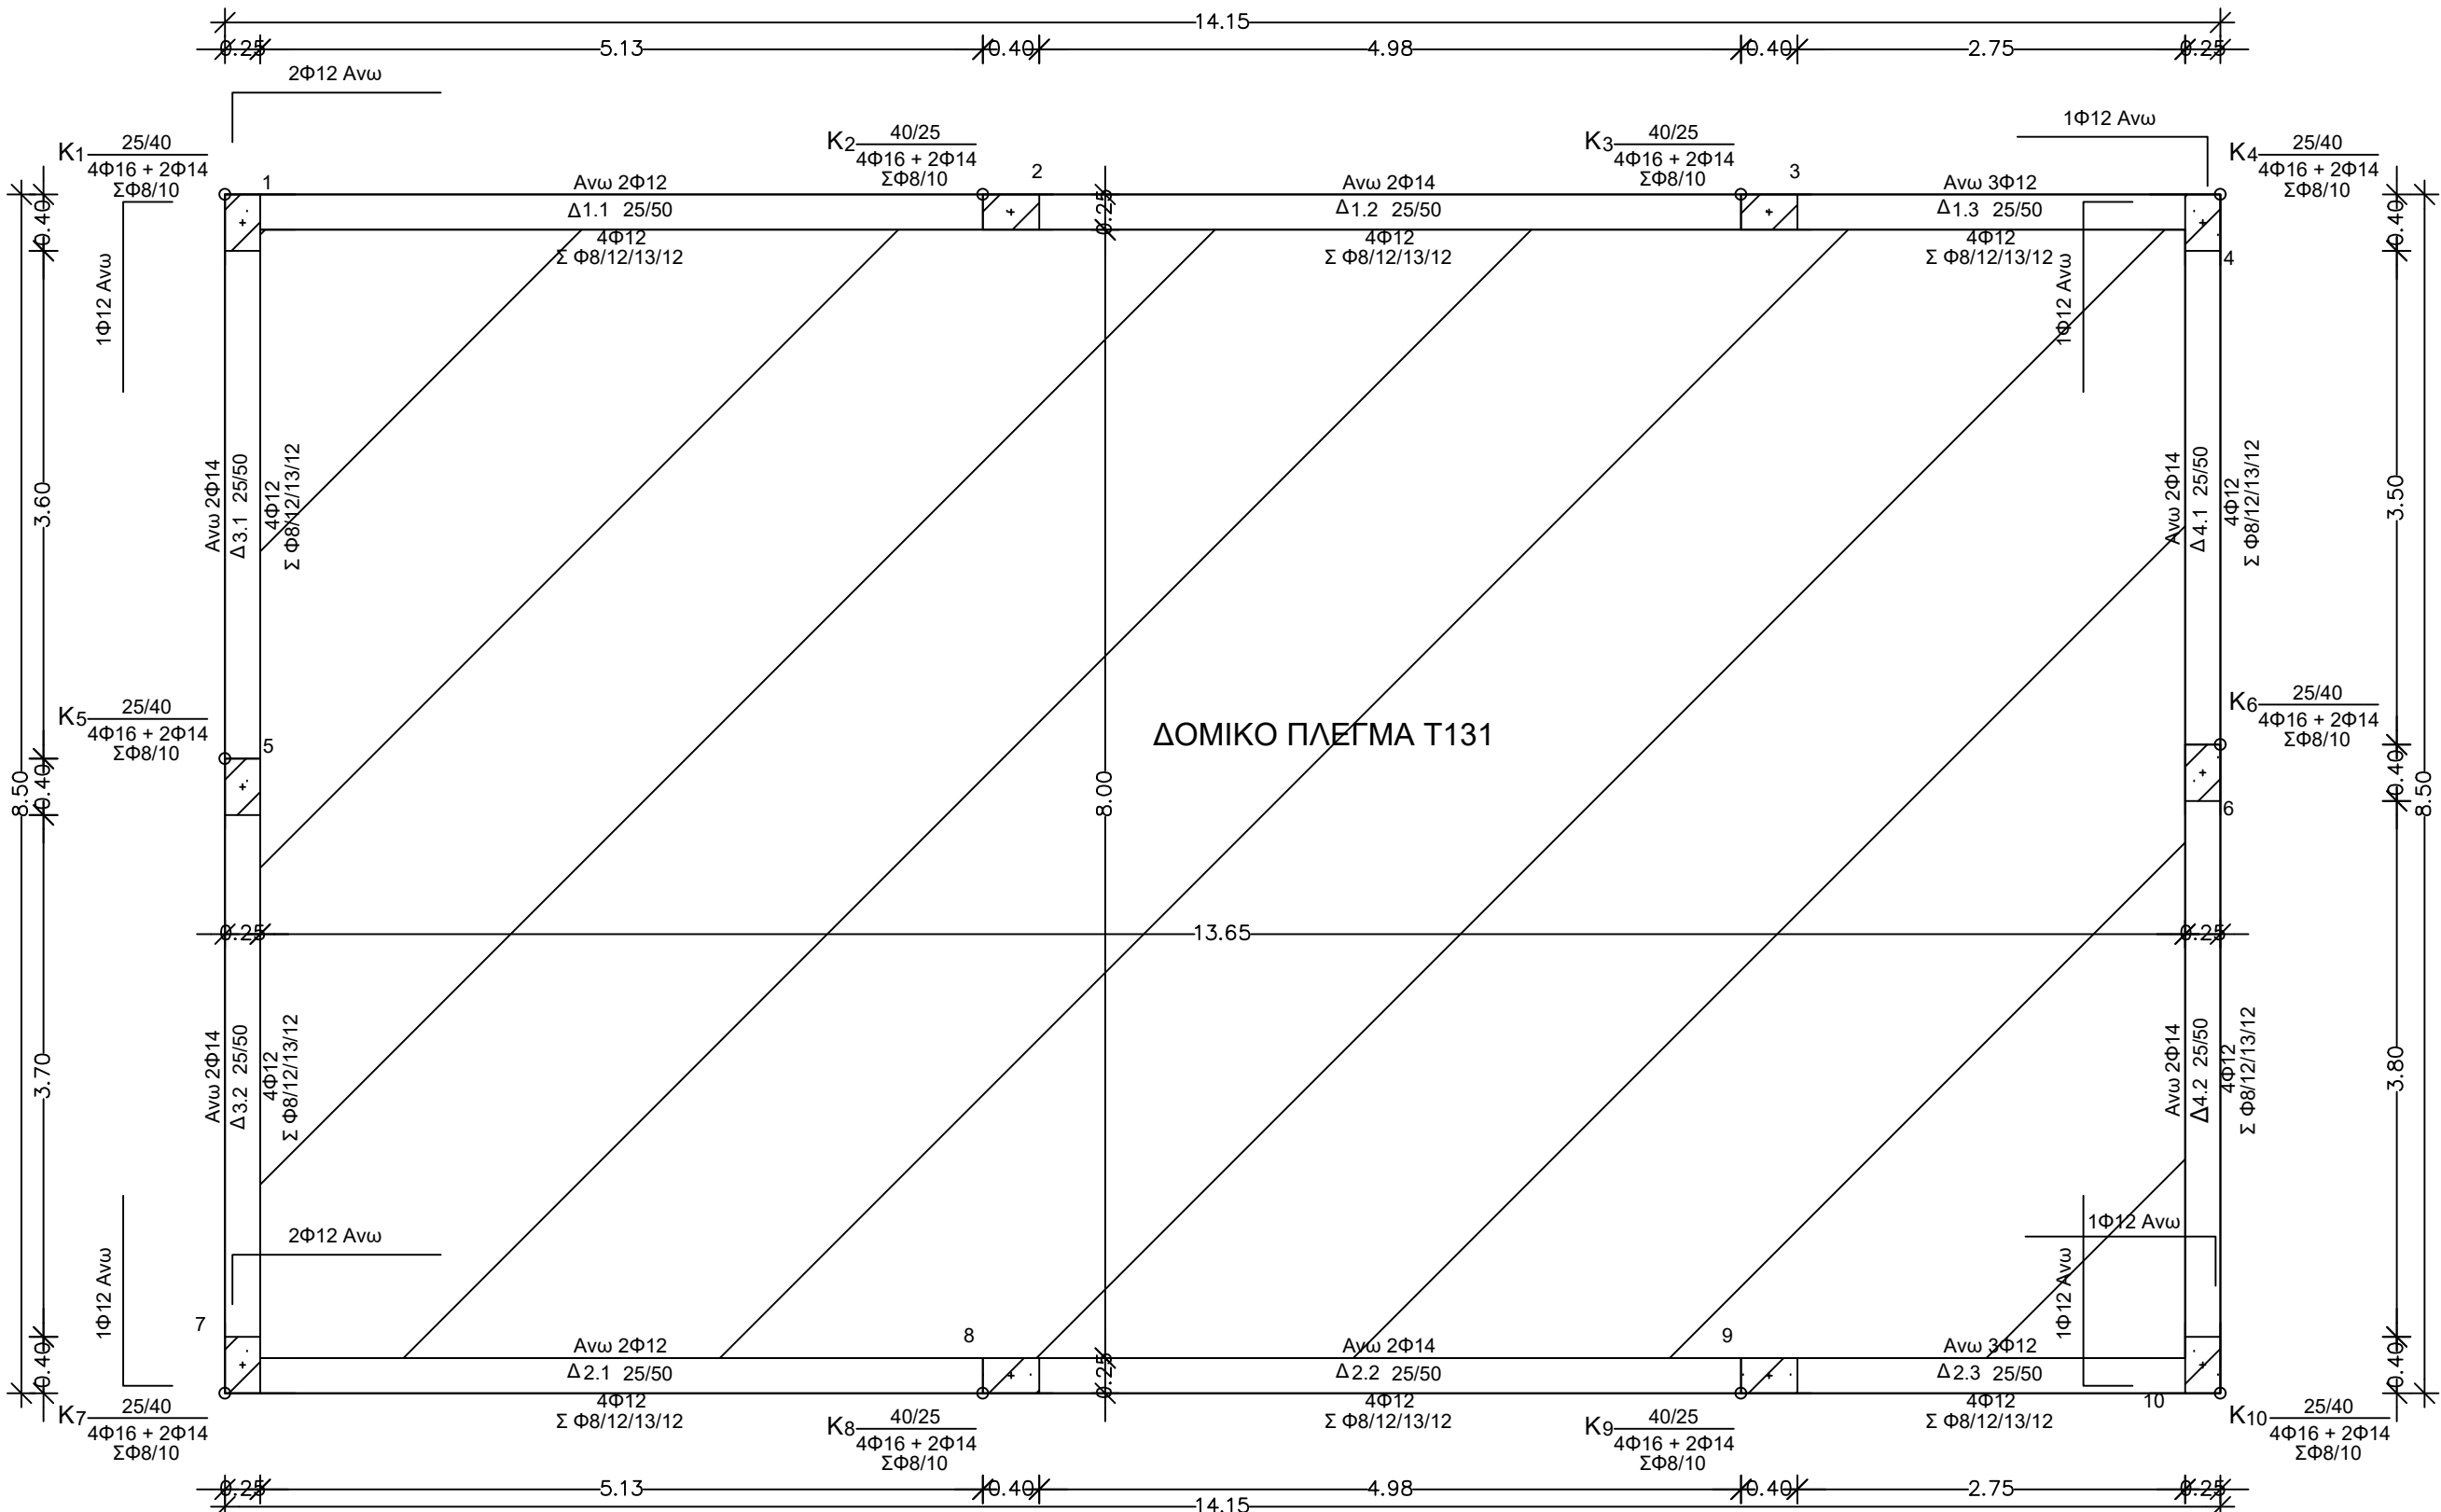 14.15
0.25 5.13 0.40 4.98 0.40 2.75 0.25
2Φ12 Ανω
1Φ12 Ανω
K1 25/40
4Φ16 + 2Φ14
ΣΦ8/10
K2 40/25
4Φ16 + 2Φ14
ΣΦ8/10
K3 40/25
4Φ16 + 2Φ14
ΣΦ8/10
K4 25/40
4Φ16 + 2Φ14
ΣΦ8/10
1
2
3
4
Ανω 2Φ12
Δ1.1 25/50
4Φ12
Σ Φ8/12/13/12
Ανω 2Φ14
Δ1.2 25/50
4Φ12
Σ Φ8/12/13/12
Ανω 3Φ12
Δ1.3 25/50
4Φ12
Σ Φ8/12/13/12
0.25
0.40
0.40
1Φ12 Ανω
1Φ12 Ανω
3.60
Ανω 2Φ14
Δ3.1 25/50
4Φ12
Σ Φ8/12/13/12
Ανω 2Φ14
Δ4.1 25/50
4Φ12
Σ Φ8/12/13/12
3.50
K5 25/40
4Φ16 + 2Φ14
ΣΦ8/10
5
ΔΟΜΙΚΟ ΠΛΕΓΜΑ Τ131
K6 25/40
4Φ16 + 2Φ14
ΣΦ8/10
6
8.50
0.40
8.00
0.40
8.50
0.25 13.65 0.25
3.70
Ανω 2Φ14
Δ3.2 25/50
4Φ12
Σ Φ8/12/13/12
Ανω 2Φ14
Δ4.2 25/50
4Φ12
Σ Φ8/12/13/12
3.80
1Φ12 Ανω
2Φ12 Ανω
1Φ12 Ανω
1Φ12 Ανω
7
8
9
10
0.40
0.40
Ανω 2Φ12
Δ2.1 25/50
4Φ12
Σ Φ8/12/13/12
0.25
Ανω 2Φ14
Δ2.2 25/50
4Φ12
Σ Φ8/12/13/12
Ανω 3Φ12
Δ2.3 25/50
4Φ12
Σ Φ8/12/13/12
K7 25/40
4Φ16 + 2Φ14
ΣΦ8/10
K8 40/25
4Φ16 + 2Φ14
ΣΦ8/10
K9 40/25
4Φ16 + 2Φ14
ΣΦ8/10
K10 25/40
4Φ16 + 2Φ14
ΣΦ8/10
0.25 5.13 0.40 4.98 0.40 2.75 0.25
14.15